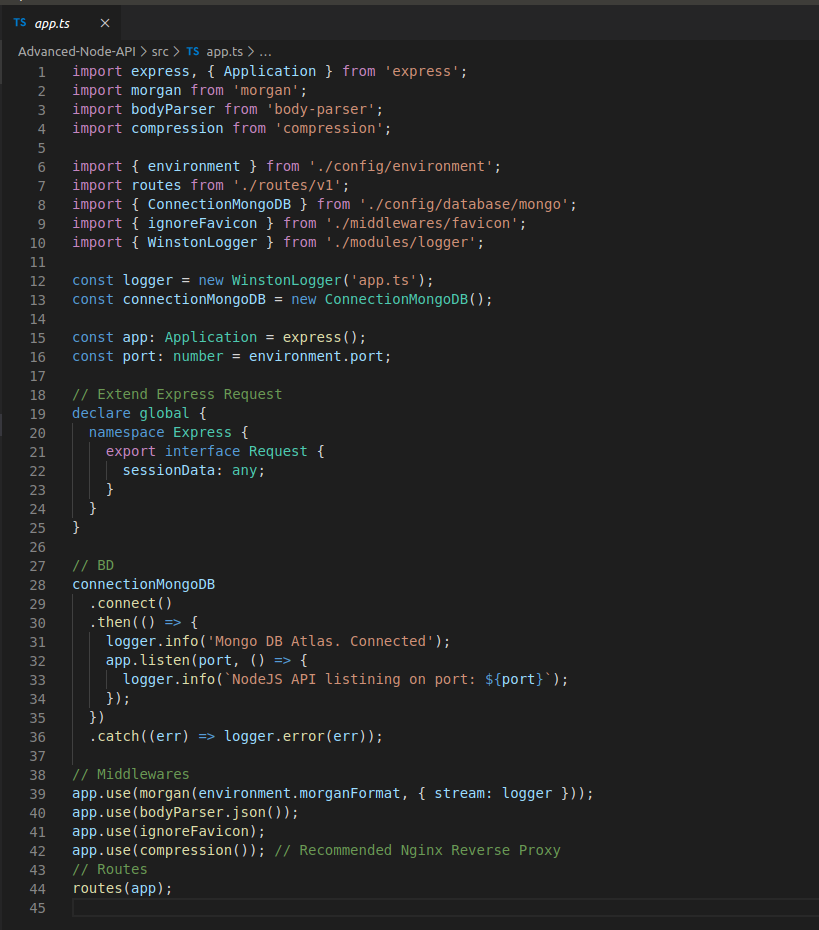 TS app.ts ×
Advanced-Node-API > src > TS app.ts > ...
1 import express, { Application } from 'express';
2 import morgan from 'morgan';
3 import bodyParser from 'body-parser';
4 import compression from 'compression';
5
6 import { environment } from './config/environment';
7 import routes from './routes/v1';
8 import { ConnectionMongoDB } from './config/database/mongo';
9 import { ignoreFavicon } from './middlewares/favicon';
10 import { WinstonLogger } from './modules/logger';
11
12 const logger = new WinstonLogger('app.ts');
13 const connectionMongoDB = new ConnectionMongoDB();
14
15 const app: Application = express();
16 const port: number = environment.port;
17
18 // Extend Express Request
19 declare global {
20   namespace Express {
21     export interface Request {
22       sessionData: any;
23     }
24   }
25 }
26
27 // BD
28 connectionMongoDB
29   .connect()
30   .then(() => {
31     logger.info('Mongo DB Atlas. Connected');
32     app.listen(port, () => {
33       logger.info(`NodeJS API listining on port: ${port}`);
34     });
35   })
36   .catch((err) => logger.error(err));
37
38 // Middlewares
39 app.use(morgan(environment.morganFormat, { stream: logger }));
40 app.use(bodyParser.json());
41 app.use(ignoreFavicon);
42 app.use(compression()); // Recommended Nginx Reverse Proxy
43 // Routes
44 routes(app);
45